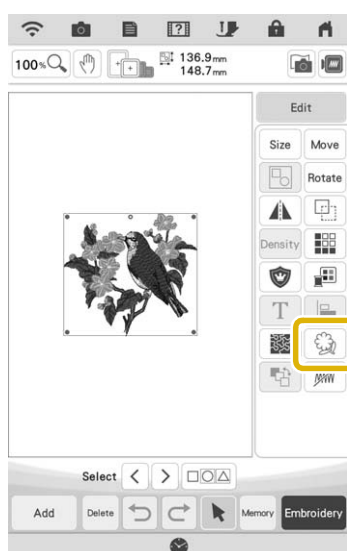 100% 136.9mm
148.7mm
Edit
Size Move
Rotate
Density
T
Select
Add Delete Memory Embroidery